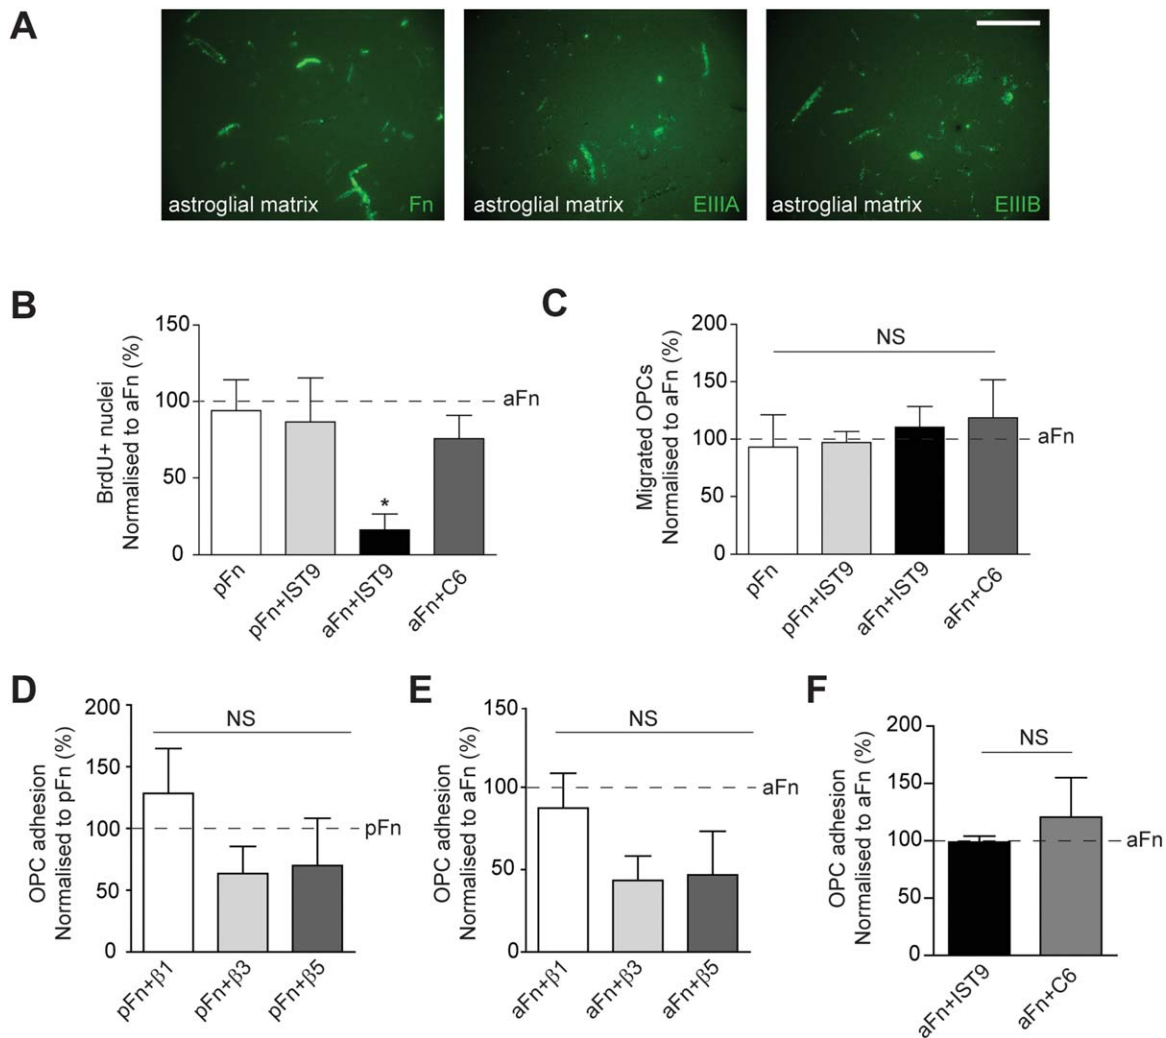 A
astroglial matrix Fn
astroglial matrix EIIIA
astroglial matrix EIIIB
B
BrdU+ nuclei
Normalised to aFn (%)
150
100
50
0
aFn
*
pFn
pFn+IST9
aFn+IST9
aFn+C6
C
Migrated OPCs
Normalised to aFn (%)
200
150
100
50
0
NS
aFn
pFn
pFn+IST9
aFn+IST9
aFn+C6
D
OPC adhesion
Normalised to pFn (%)
200
150
100
50
0
NS
pFn
pFn+β1
pFn+β3
pFn+β5
E
OPC adhesion
Normalised to aFn (%)
150
100
50
0
NS
aFn
aFn+β1
aFn+β3
aFn+β5
F
OPC adhesion
Normalised to aFn (%)
200
150
100
50
0
NS
aFn
aFn+IST9
aFn+C6